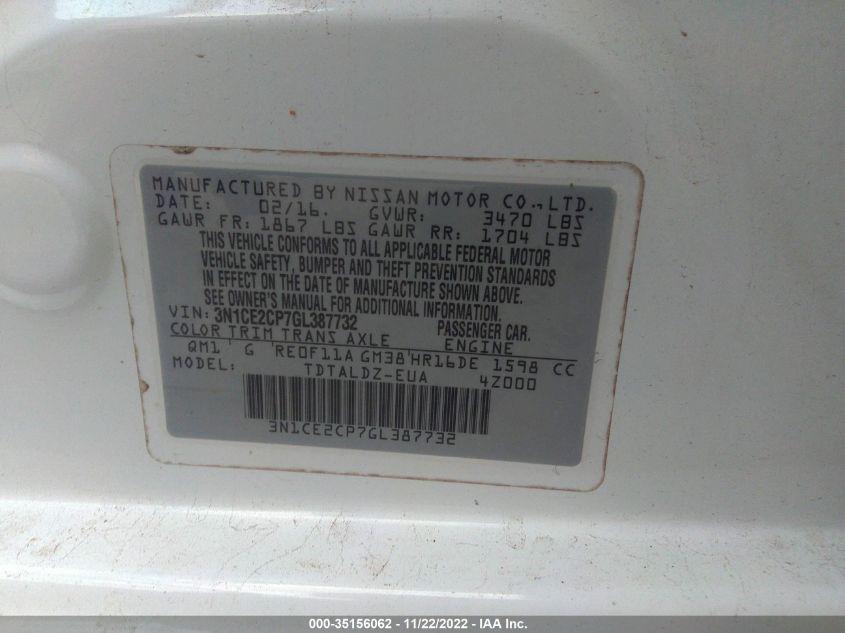 MANUFACTURED BY NISSAN MOTOR CO., LTD.
DATE: 02/16. GVWR: 3470 LBS
GAWR FR: 1867 LBS GAWR RR: 1704 LBS
THIS VEHICLE CONFORMS TO ALL APPLICABLE FEDERAL MOTOR
VEHICLE SAFETY, BUMPER AND THEFT PREVENTION STANDARDS
IN EFFECT ON THE DATE OF MANUFACTURE SHOWN ABOVE.
SEE OWNER'S MANUAL FOR ADDITIONAL INFORMATION.
VIN: 3N1CE2CP7GL387732 PASSENGER CAR.
COLOR TRIM TRANS AXLE ENGINE
QM1 G RE0F11A GM38 HR16DE 1598 CC
MODEL: TDTALDZ-EUA 4Z000
3N1CE2CP7GL387732
000-35156062 - 11/22/2022 - IAA Inc.